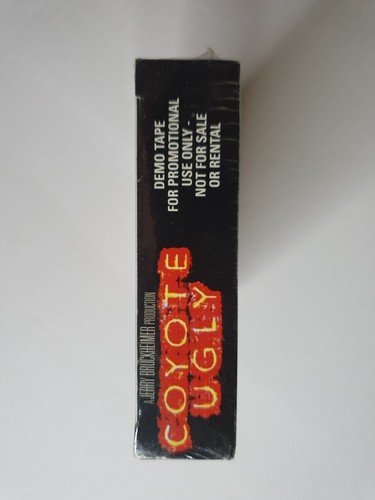 A JERRY BRUCKHEIMER PRODUCTION
COYOTE
UGLY
DEMO TAPE
FOR PROMOTIONAL
USE ONLY -
NOT FOR SALE
OR RENTAL